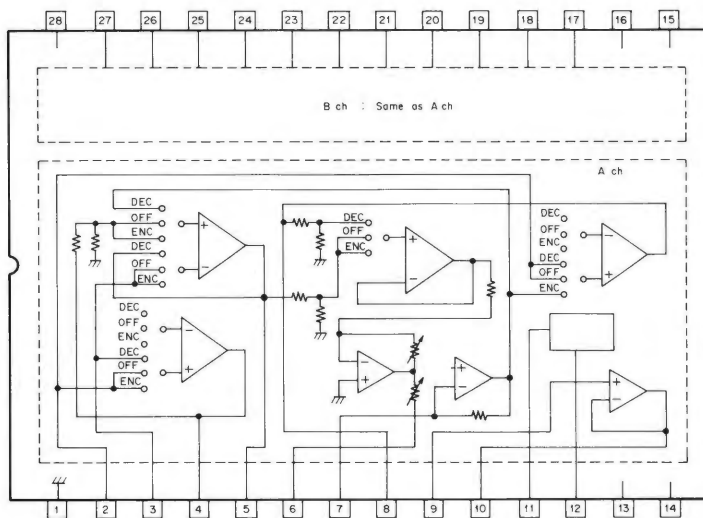 28 27 26 25 24 23 22 21 20 19 18 17 16 15
B ch : Same as A ch
A ch
DEC
OFF
ENC
DEC
OFF
ENC
DEC
OFF
ENC
DEC
OFF
ENC
DEC
OFF
ENC
DEC
OFF
ENC
DEC
OFF
ENC
+
−
−
+
+
−
−
+
+
−
−
+
+
−
1 2 3 4 5 6 7 8 9 10 11 12 13 14